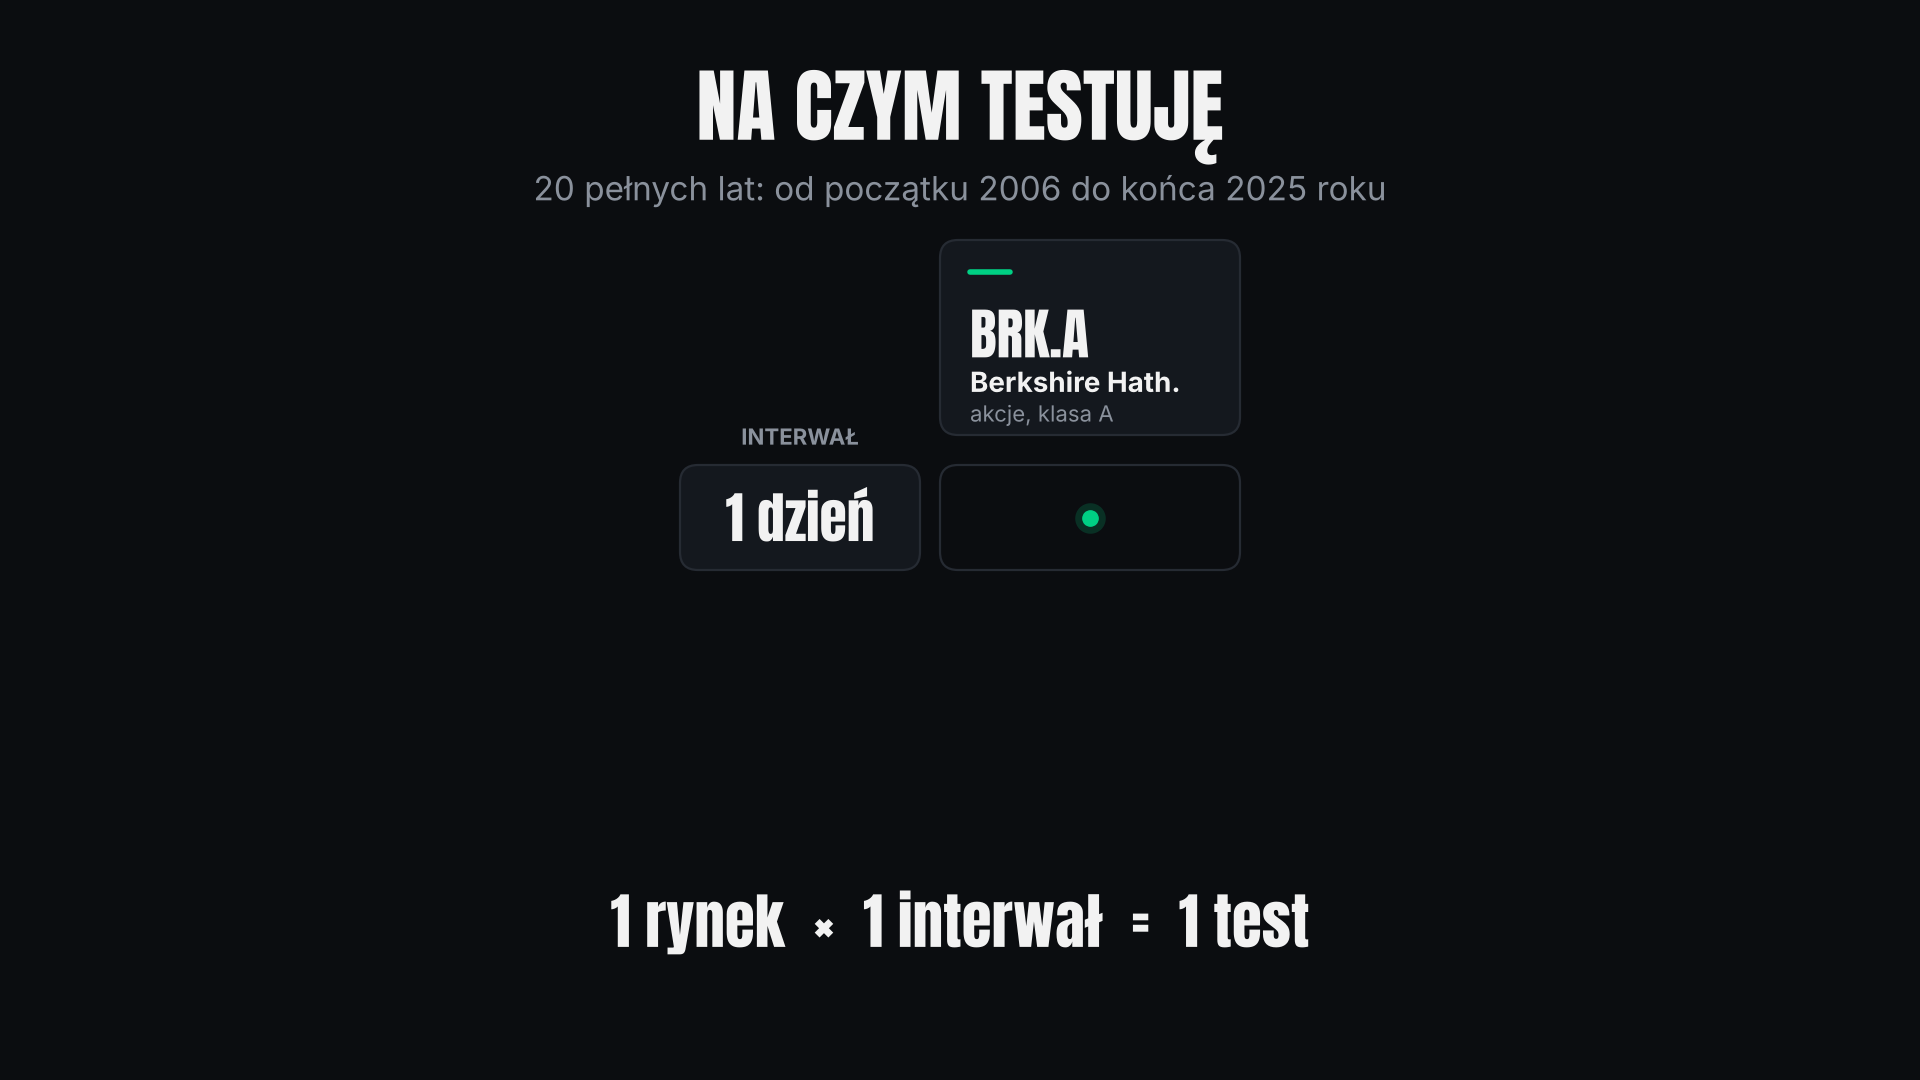 NA CZYM TESTUJĘ
20 pełnych lat: od początku 2006 do końca 2025 roku
BRK.A
Berkshire Hath.
akcje, klasa A
INTERWAŁ
1 dzień
1 rynek × 1 interwał = 1 test